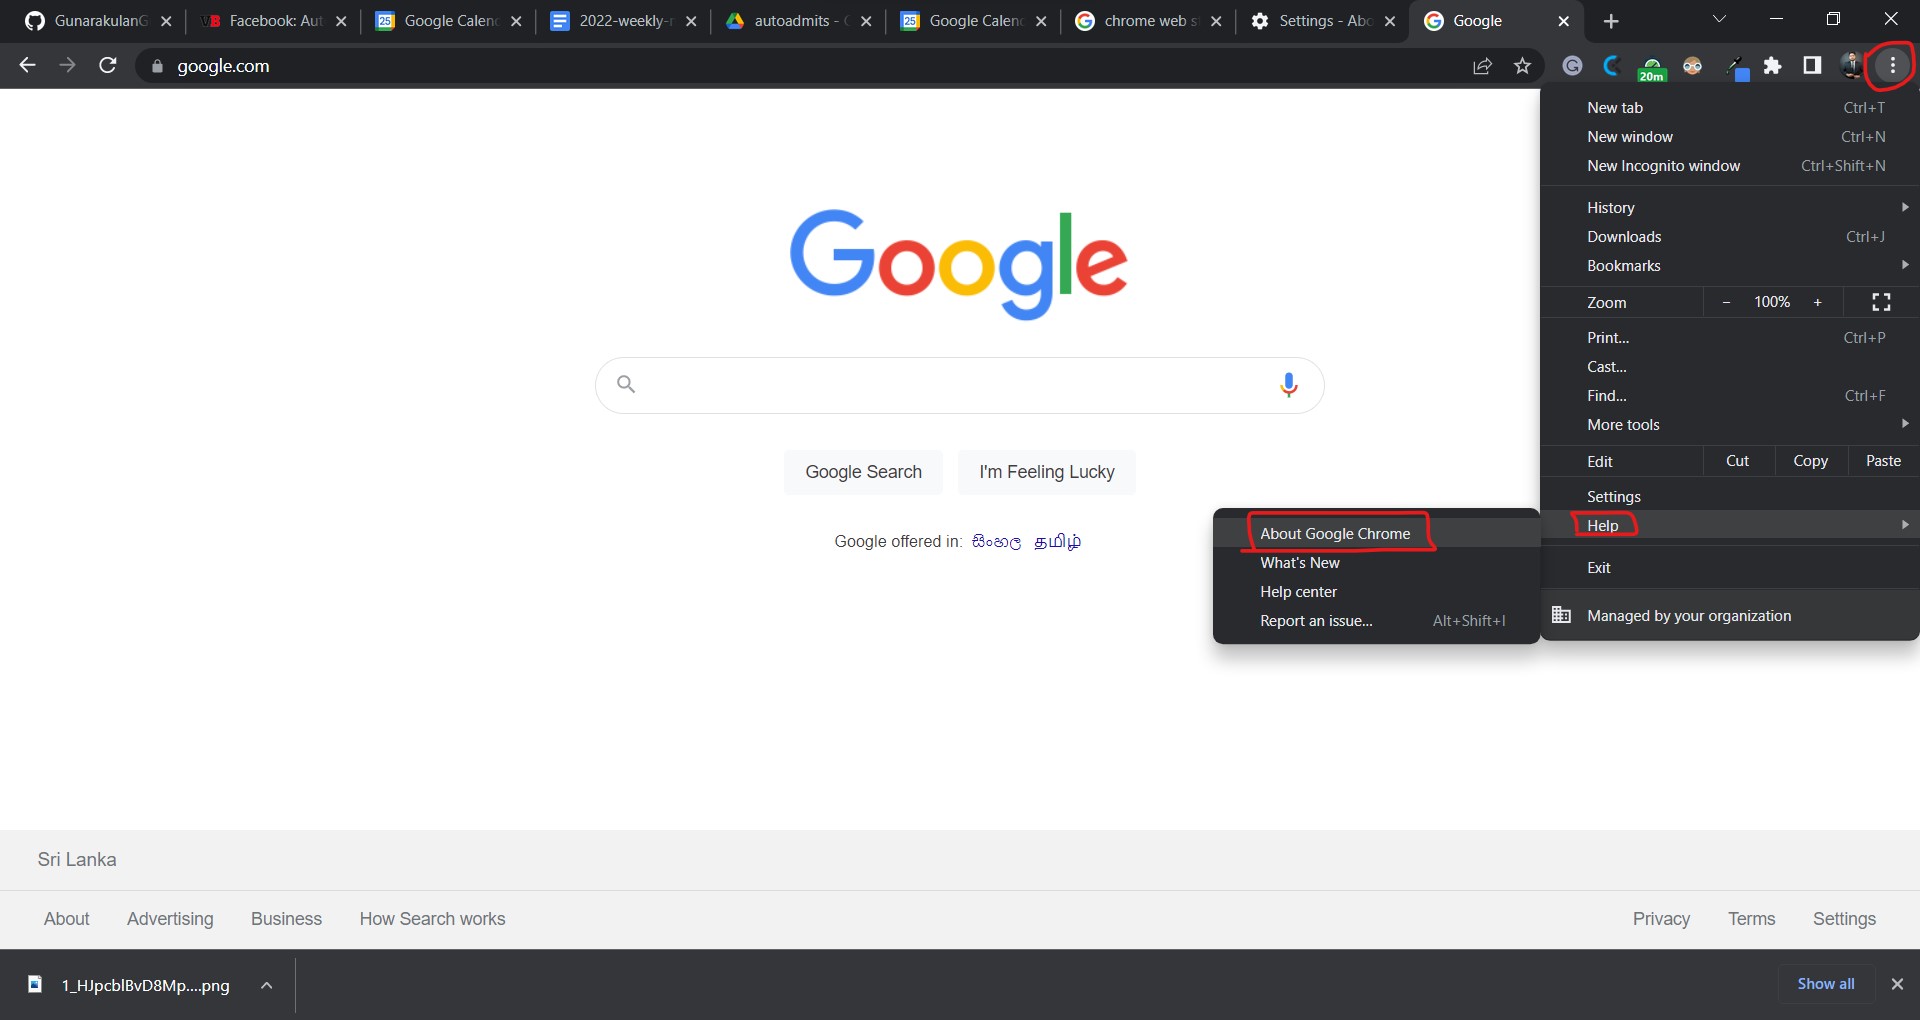 GunarakulanG
Facebook: Aut
Google Calenc
2022-weekly-r
autoadmits - G
Google Calenc
chrome web s
Settings - Abo
Google
google.com
20m
New tab Ctrl+T
New window Ctrl+N
New Incognito window Ctrl+Shift+N
History
Downloads Ctrl+J
Bookmarks
Zoom - 100% +
Print... Ctrl+P
Cast...
Find... Ctrl+F
More tools
Edit Cut Copy Paste
Settings
Help
Exit
Managed by your organization
Google
Google Search I'm Feeling Lucky
Google offered in: සිංහල தமிழ்
About Google Chrome
What's New
Help center
Report an issue... Alt+Shift+I
Sri Lanka
About Advertising Business How Search works Privacy Terms Settings
1_HJpcblBvD8Mp....png Show all